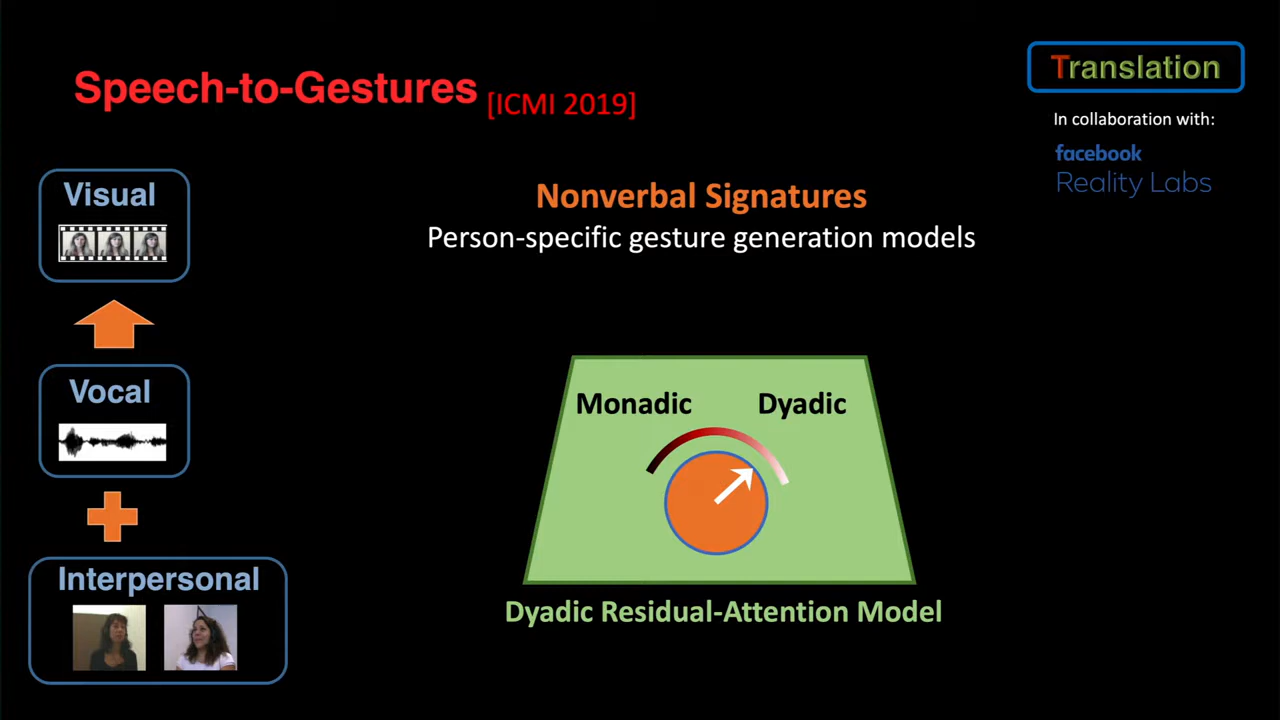 Speech-to-Gestures [ICMI 2019]
Translation
In collaboration with:
facebook
Reality Labs
Visual
Vocal
Interpersonal
Nonverbal Signatures
Person-specific gesture generation models
Monadic Dyadic
Dyadic Residual-Attention Model